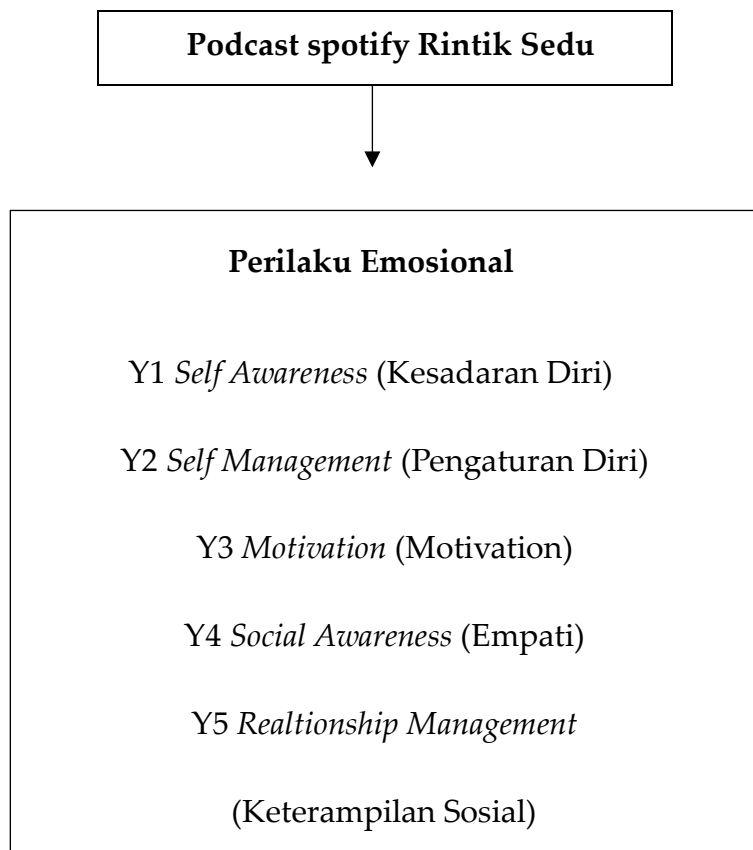 Podcast spotify Rintik Sedu
Perilaku Emosional
Y1 Self Awareness (Kesadaran Diri)
Y2 Self Management (Pengaturan Diri)
Y3 Motivation (Motivation)
Y4 Social Awareness (Empati)
Y5 Realtionship Management
(Keterampilan Sosial)